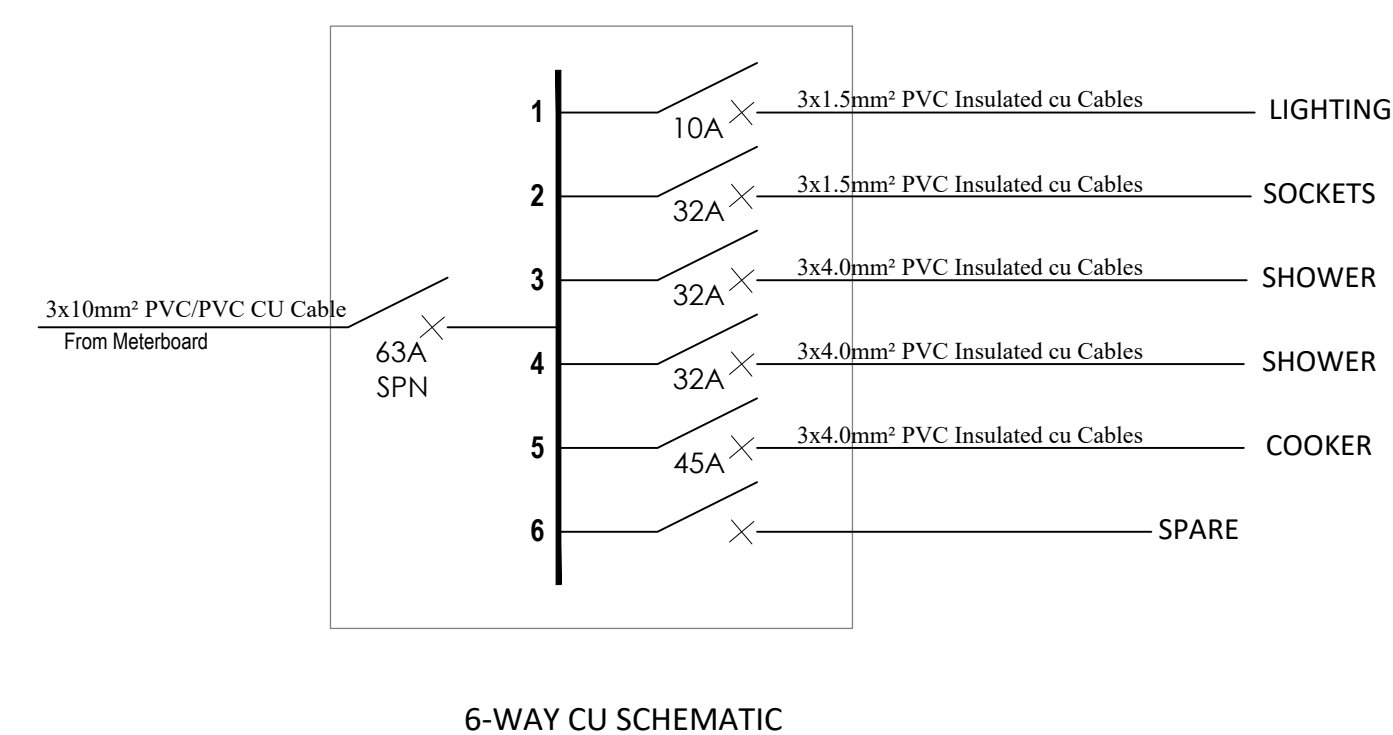 1
10A
3x1.5mm² PVC Insulated cu Cables
LIGHTING
2
32A
3x1.5mm² PVC Insulated cu Cables
SOCKETS
3
32A
3x4.0mm² PVC Insulated cu Cables
SHOWER
3x10mm² PVC/PVC CU Cable
From Meterboard
63A
SPN
4
32A
3x4.0mm² PVC Insulated cu Cables
SHOWER
5
45A
3x4.0mm² PVC Insulated cu Cables
COOKER
6
SPARE
6-WAY CU SCHEMATIC